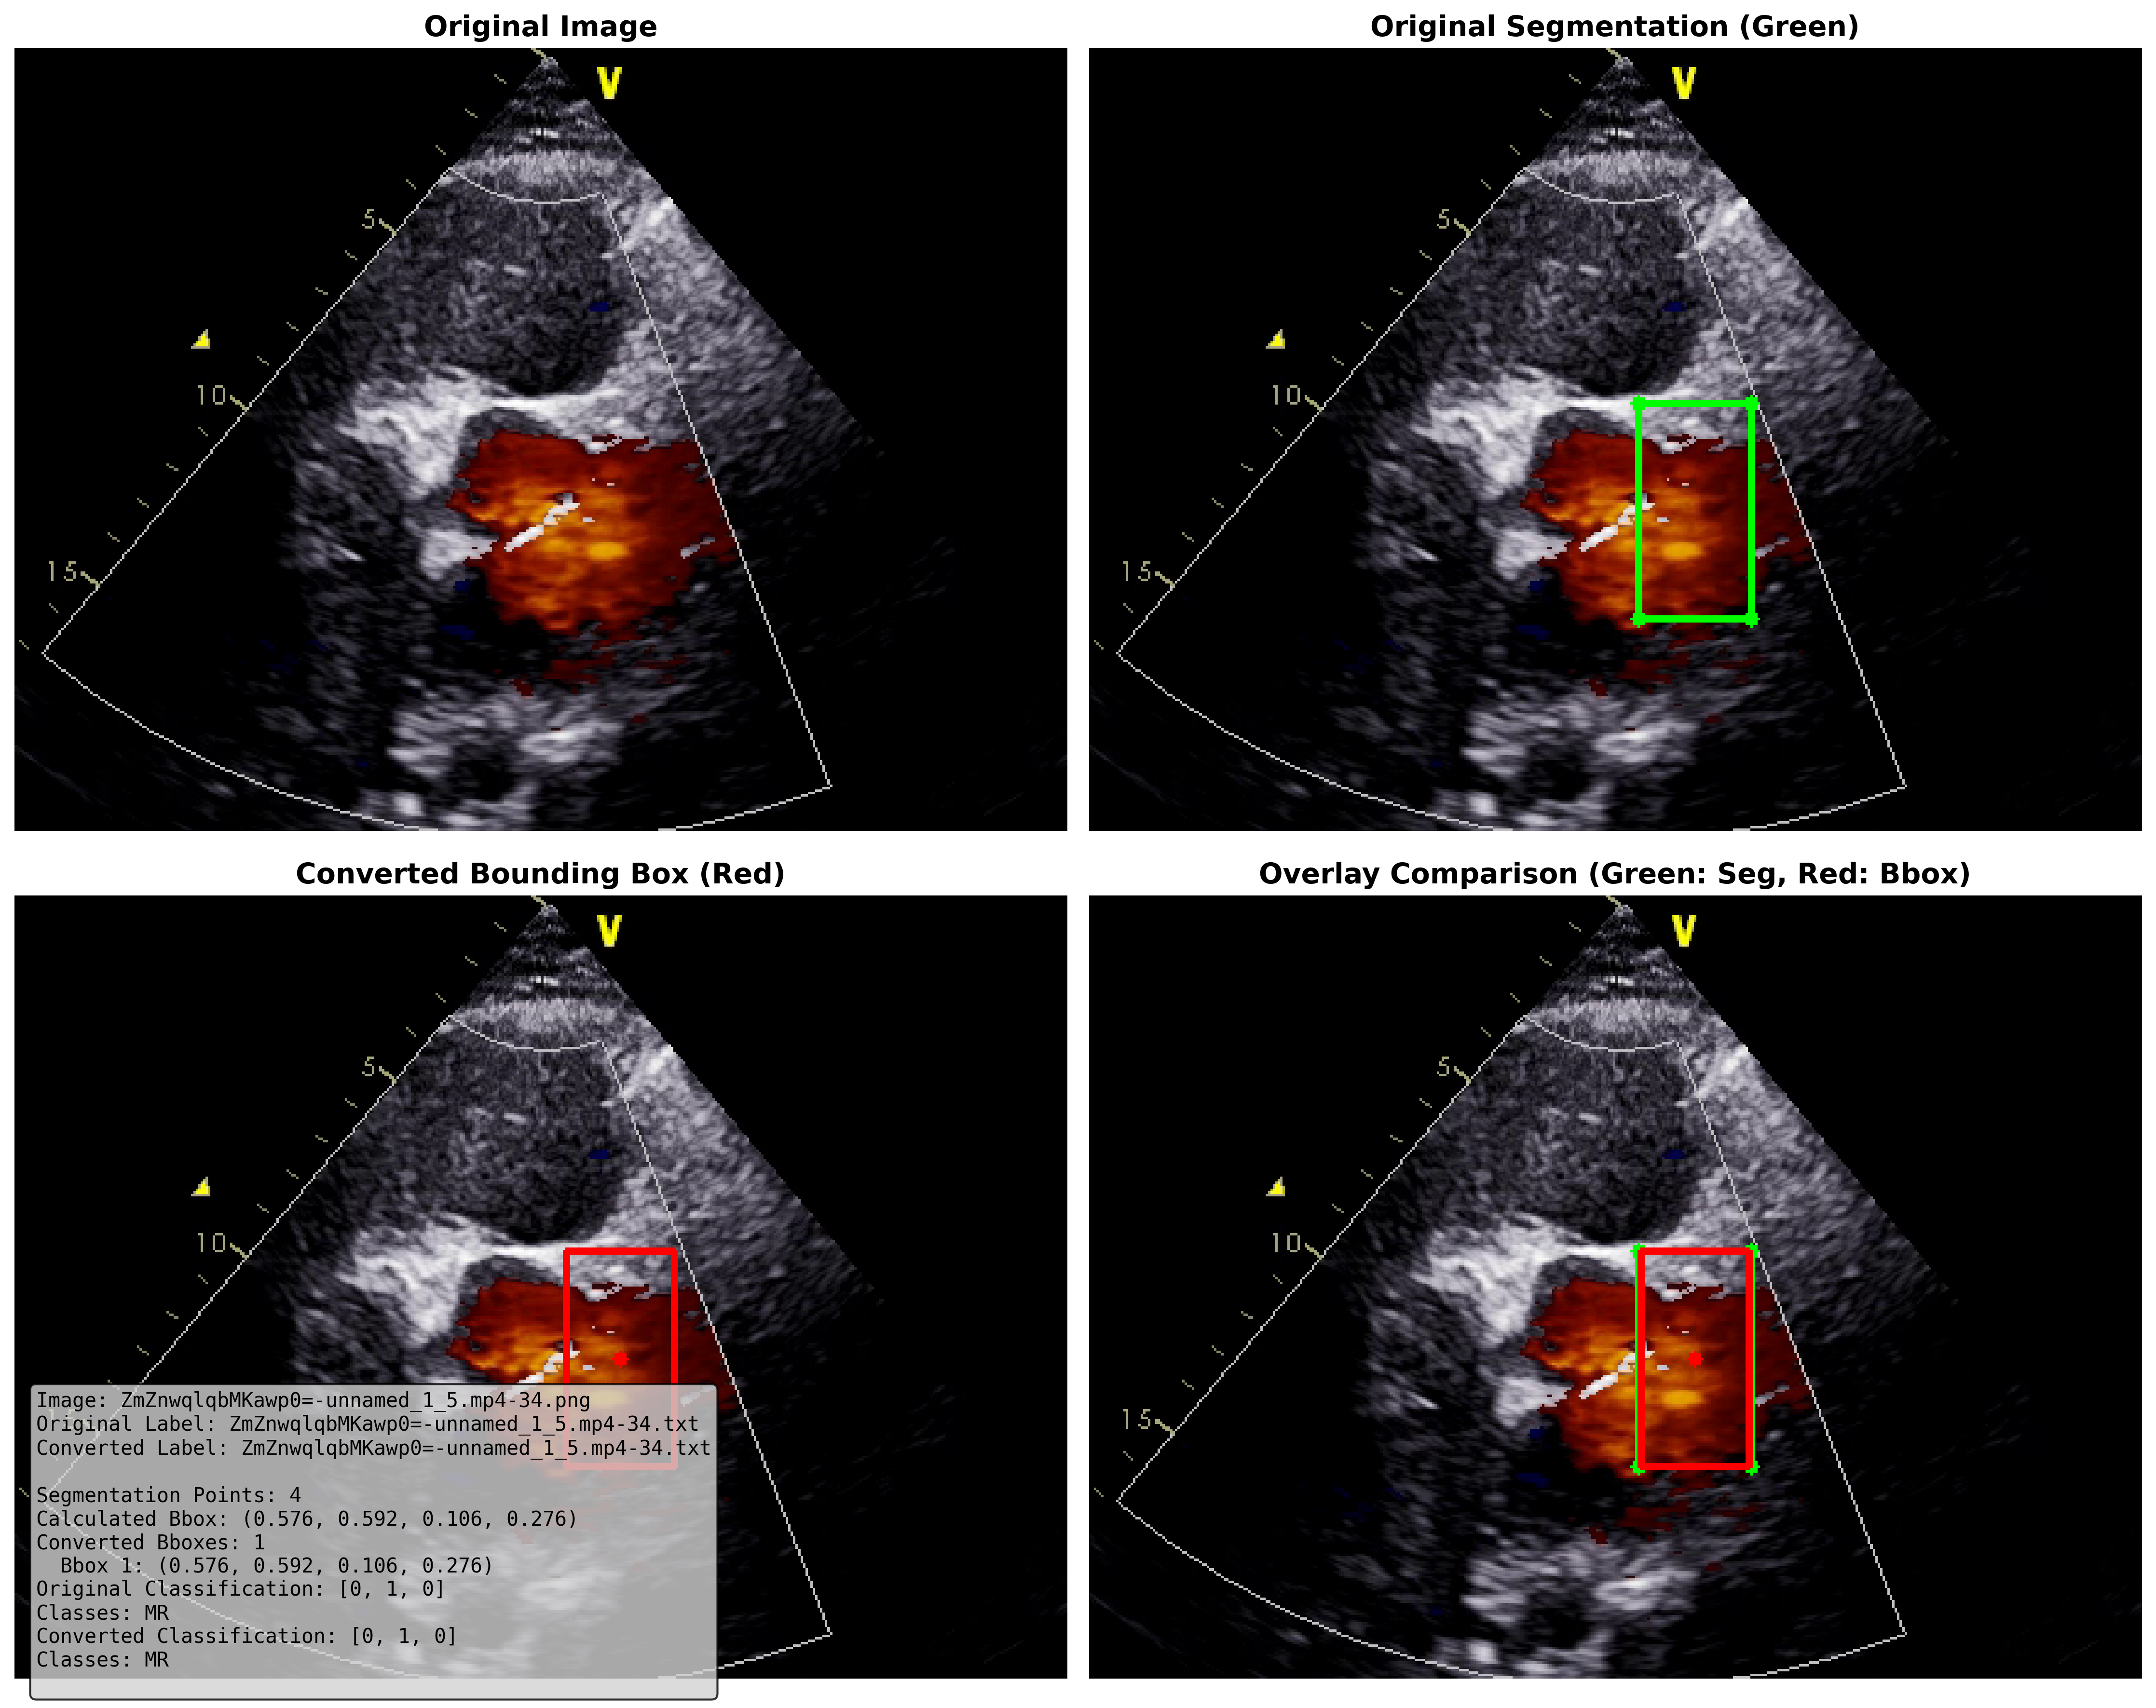 Original Image
Original Segmentation (Green)
V
5
10
15
V
5
10
15
Converted Bounding Box (Red)
Overlay Comparison (Green: Seg, Red: Bbox)
V
5
10
V
5
10
15
Image: ZmZnwqlqbMKawp0=-unnamed_1_5.mp4-34.png
Original Label: ZmZnwqlqbMKawp0=-unnamed_1_5.mp4-34.txt
Converted Label: ZmZnwqlqbMKawp0=-unnamed_1_5.mp4-34.txt
Segmentation Points: 4
Calculated Bbox: (0.576, 0.592, 0.106, 0.276)
Converted Bboxes: 1
Bbox 1: (0.576, 0.592, 0.106, 0.276)
Original Classification: [0, 1, 0]
Classes: MR
Converted Classification: [0, 1, 0]
Classes: MR